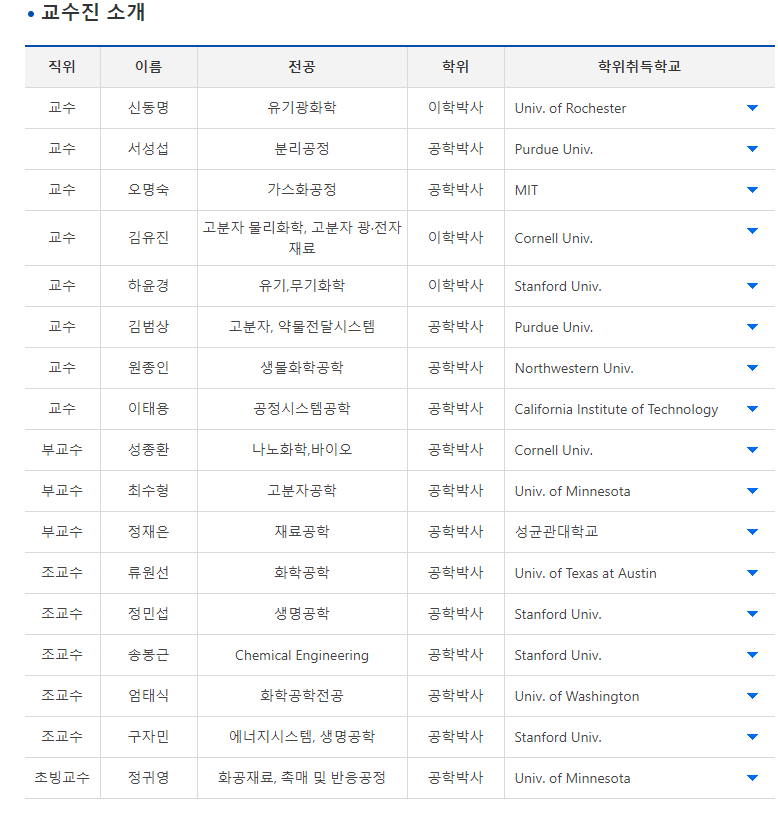 • 교수진 소개
직위 이름 전공 학위 학위취득학교
교수 신동명 유기광화학 이학박사 Univ. of Rochester
교수 서성섭 분리공정 공학박사 Purdue Univ.
교수 오명숙 가스화공정 공학박사 MIT
교수 김유진 고분자 물리화학, 고분자 광·전자
재료 이학박사 Cornell Univ.
교수 하윤경 유기,무기화학 이학박사 Stanford Univ.
교수 김범상 고분자, 약물전달시스템 공학박사 Purdue Univ.
교수 원종인 생물화학공학 공학박사 Northwestern Univ.
교수 이태용 공정시스템공학 공학박사 California Institute of Technology
부교수 성종환 나노화학,바이오 공학박사 Cornell Univ.
부교수 최수형 고분자공학 공학박사 Univ. of Minnesota
부교수 정재은 재료공학 공학박사 성균관대학교
조교수 류원선 화학공학 공학박사 Univ. of Texas at Austin
조교수 정민섭 생명공학 공학박사 Stanford Univ.
조교수 송봉근 Chemical Engineering 공학박사 Stanford Univ.
조교수 엄태식 화학공학전공 공학박사 Univ. of Washington
조교수 구자민 에너지시스템, 생명공학 공학박사 Stanford Univ.
초빙교수 정귀영 화공재료, 촉매 및 반응공정 공학박사 Univ. of Minnesota